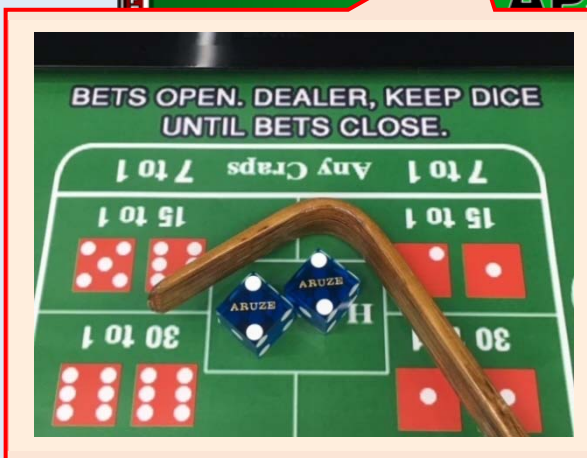 BETS OPEN. DEALER, KEEP DICE
UNTIL BETS CLOSE.
7 to 1 Any Craps 7 to 1
15 to 1 15 to 1
ARUZE ARUZE
H
30 to 1 30